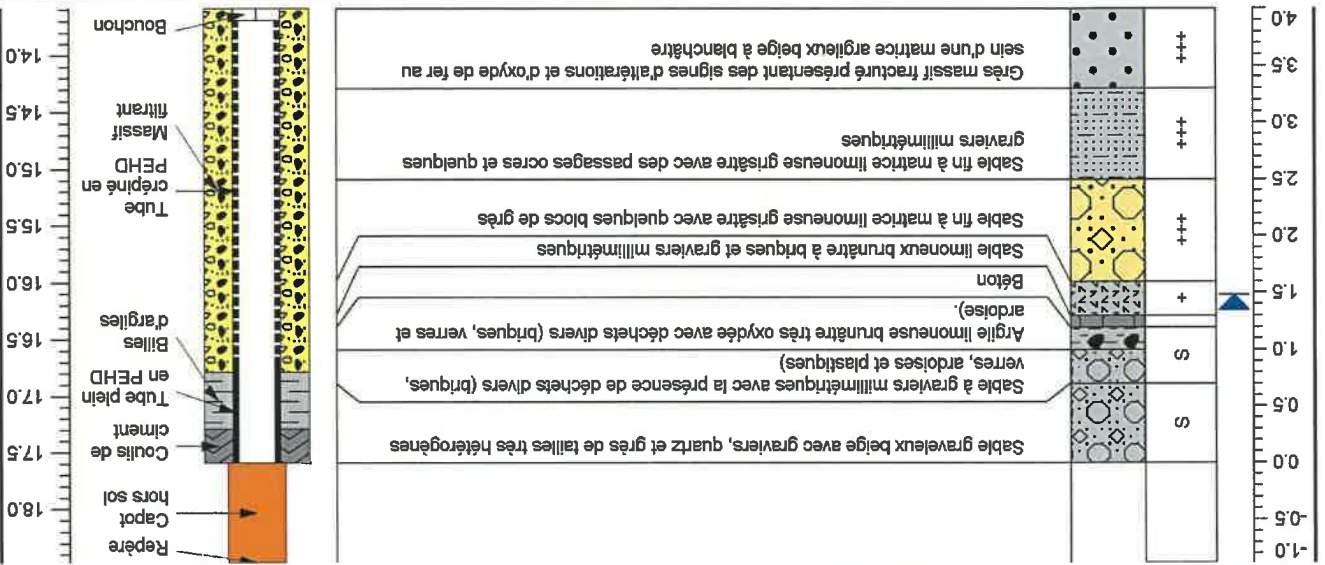 -1.0
-0.5
0.0
0.5
1.0
1.5
2.0
2.5
3.0
3.5
4.0
S
S
+
+++
+++
+++
Sable graveleux beige avec graviers, quartz et grès de tailles très hétérogènes
Sable à graviers millimétriques avec la présence de déchets divers (briques,
verres, ardoises et plastiques)
Argile limoneuse brunâtre très oxydée avec déchets divers (briques, verres et
ardoise).
Béton
Sable limoneux brunâtre à briques et graviers millimétriques
Sable fin à matrice limoneuse grisâtre avec quelques blocs de grès
Sable fin à matrice limoneuse grisâtre avec des passages ocres et quelques
graviers millimétriques
Grès massif fracturé présentant des signes d'altérations et d'oxyde de fer au
sein d'une matrice argileux beige à blanchâtre
Repère
Capot
hors sol
Coulis de
ciment
Tube plein
en PEHD
Billes
d'argiles
Tube
crépiné en
PEHD
Massif
filtrant
Bouchon
18.0
17.5
17.0
16.5
16.0
15.5
15.0
14.5
14.0